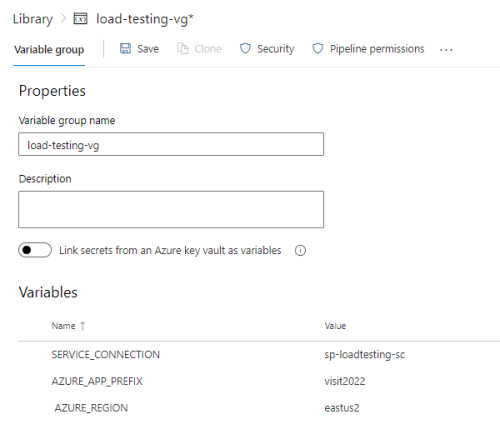 Library > load-testing-vg*
Variable group Save Clone Security Pipeline permissions ...
Properties
Variable group name
load-testing-vg
Description
Link secrets from an Azure key vault as variables
Variables
Name ↑ Value
SERVICE_CONNECTION sp-loadtesting-sc
AZURE_APP_PREFIX visit2022
AZURE_REGION eastus2